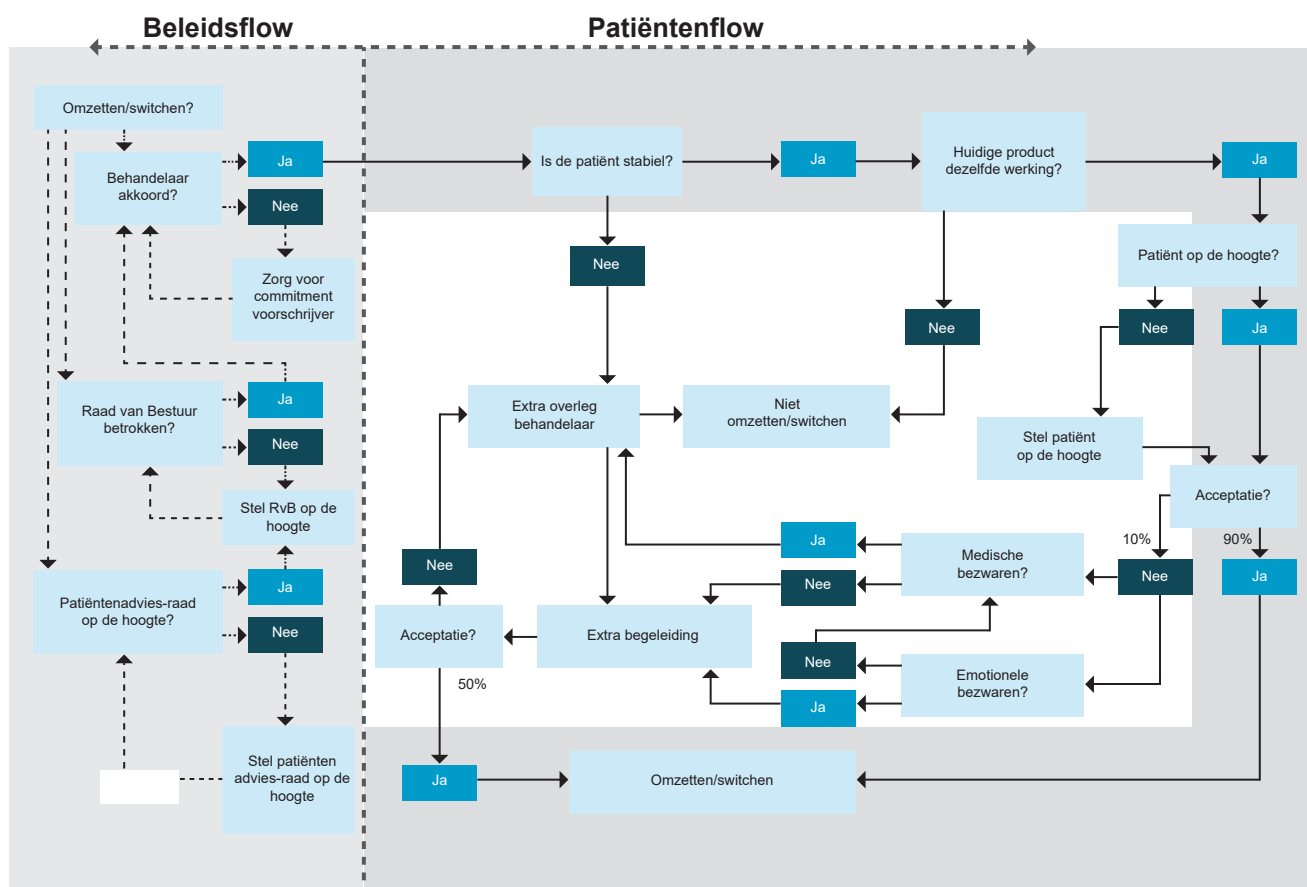 Beleidsflow
Patiëntenflow
Omzetten/switchen?
Behandelaar
akkoord?
Ja
Nee
Zorg voor
commitment
voorschrijver
Raad van Bestuur
betrokken?
Ja
Nee
Stel RvB op de
hoogte
Patiëntenadvies-raad
op de hoogte?
Ja
Nee
Stel patiënten
advies-raad op de
hoogte
Is de patiënt stabiel?
Ja
Huidige product
dezelfde werking?
Ja
Nee
Nee
Patiënt op de hoogte?
Nee
Ja
Extra overleg
behandelaar
Niet
omzetten/switchen
Stel patiënt
op de hoogte
Acceptatie?
10%
90%
Nee
Ja
Medische
bezwaren?
Ja
Nee
Nee
Acceptatie?
Extra begeleiding
Nee
Ja
Emotionele
bezwaren?
50%
Ja
Omzetten/switchen